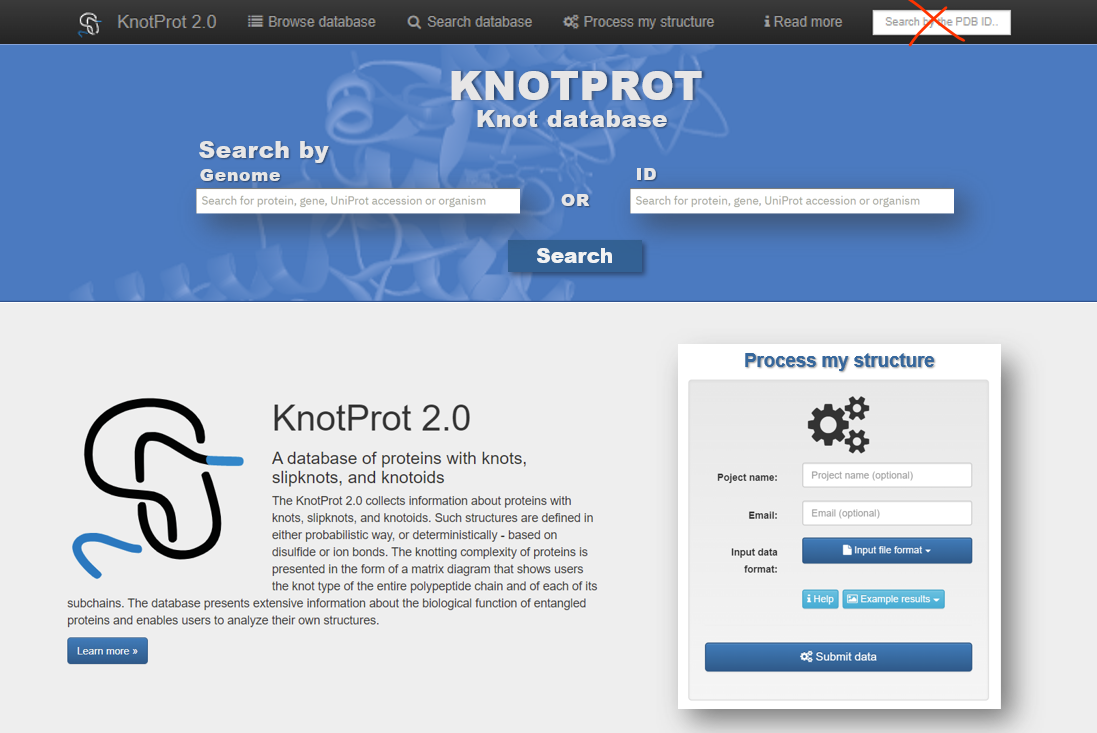 KnotProt 2.0
Browse database
Search database
Process my structure
Read more
Search by the PDB ID..
KNOTPROT
Knot database
Search by
Genome
Search for protein, gene, UniProt accession or organism
OR
ID
Search for protein, gene, UniProt accession or organism
Search
KnotProt 2.0
A database of proteins with knots,
slipknots, and knotoids
The KnotProt 2.0 collects information about proteins with
knots, slipknots, and knotoids. Such structures are defined in
either probabilistic way, or deterministically - based on
disulfide or ion bonds. The knotting complexity of proteins is
presented in the form of a matrix diagram that shows users
the knot type of the entire polypeptide chain and of each of its
subchains. The database presents extensive information about the biological function of entangled
proteins and enables users to analyze their own structures.
Learn more »
Process my structure
Poject name:
Project name (optional)
Email:
Email (optional)
Input data
format:
Input file format
Help
Example results
Submit data